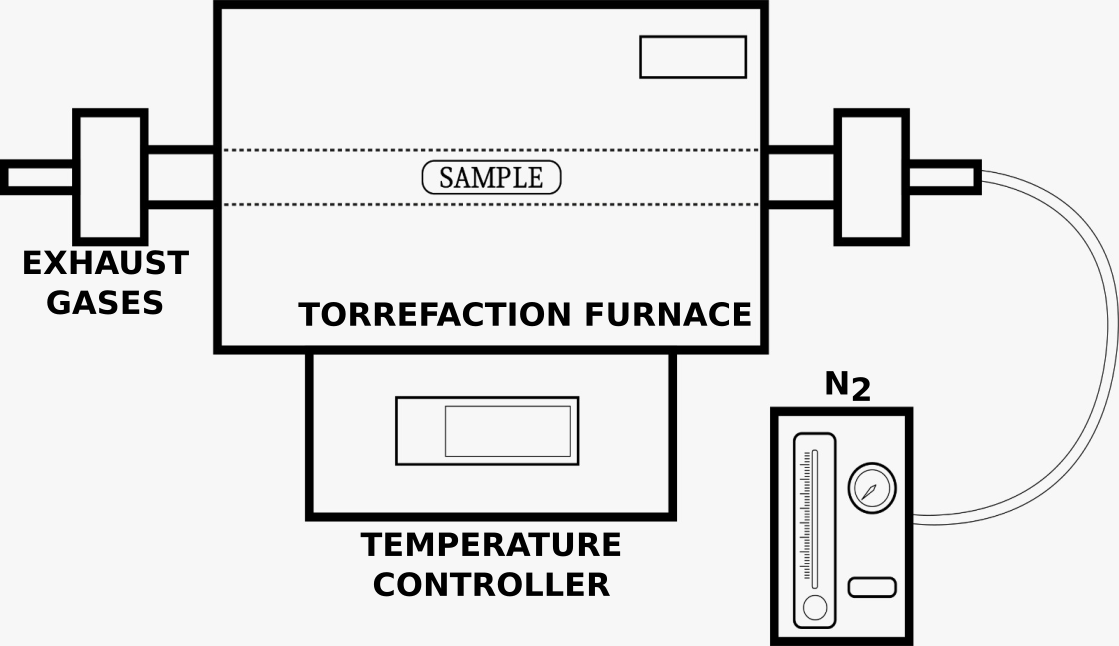 SAMPLE
EXHAUST
GASES
TORREFACTION FURNACE
N2
TEMPERATURE
CONTROLLER